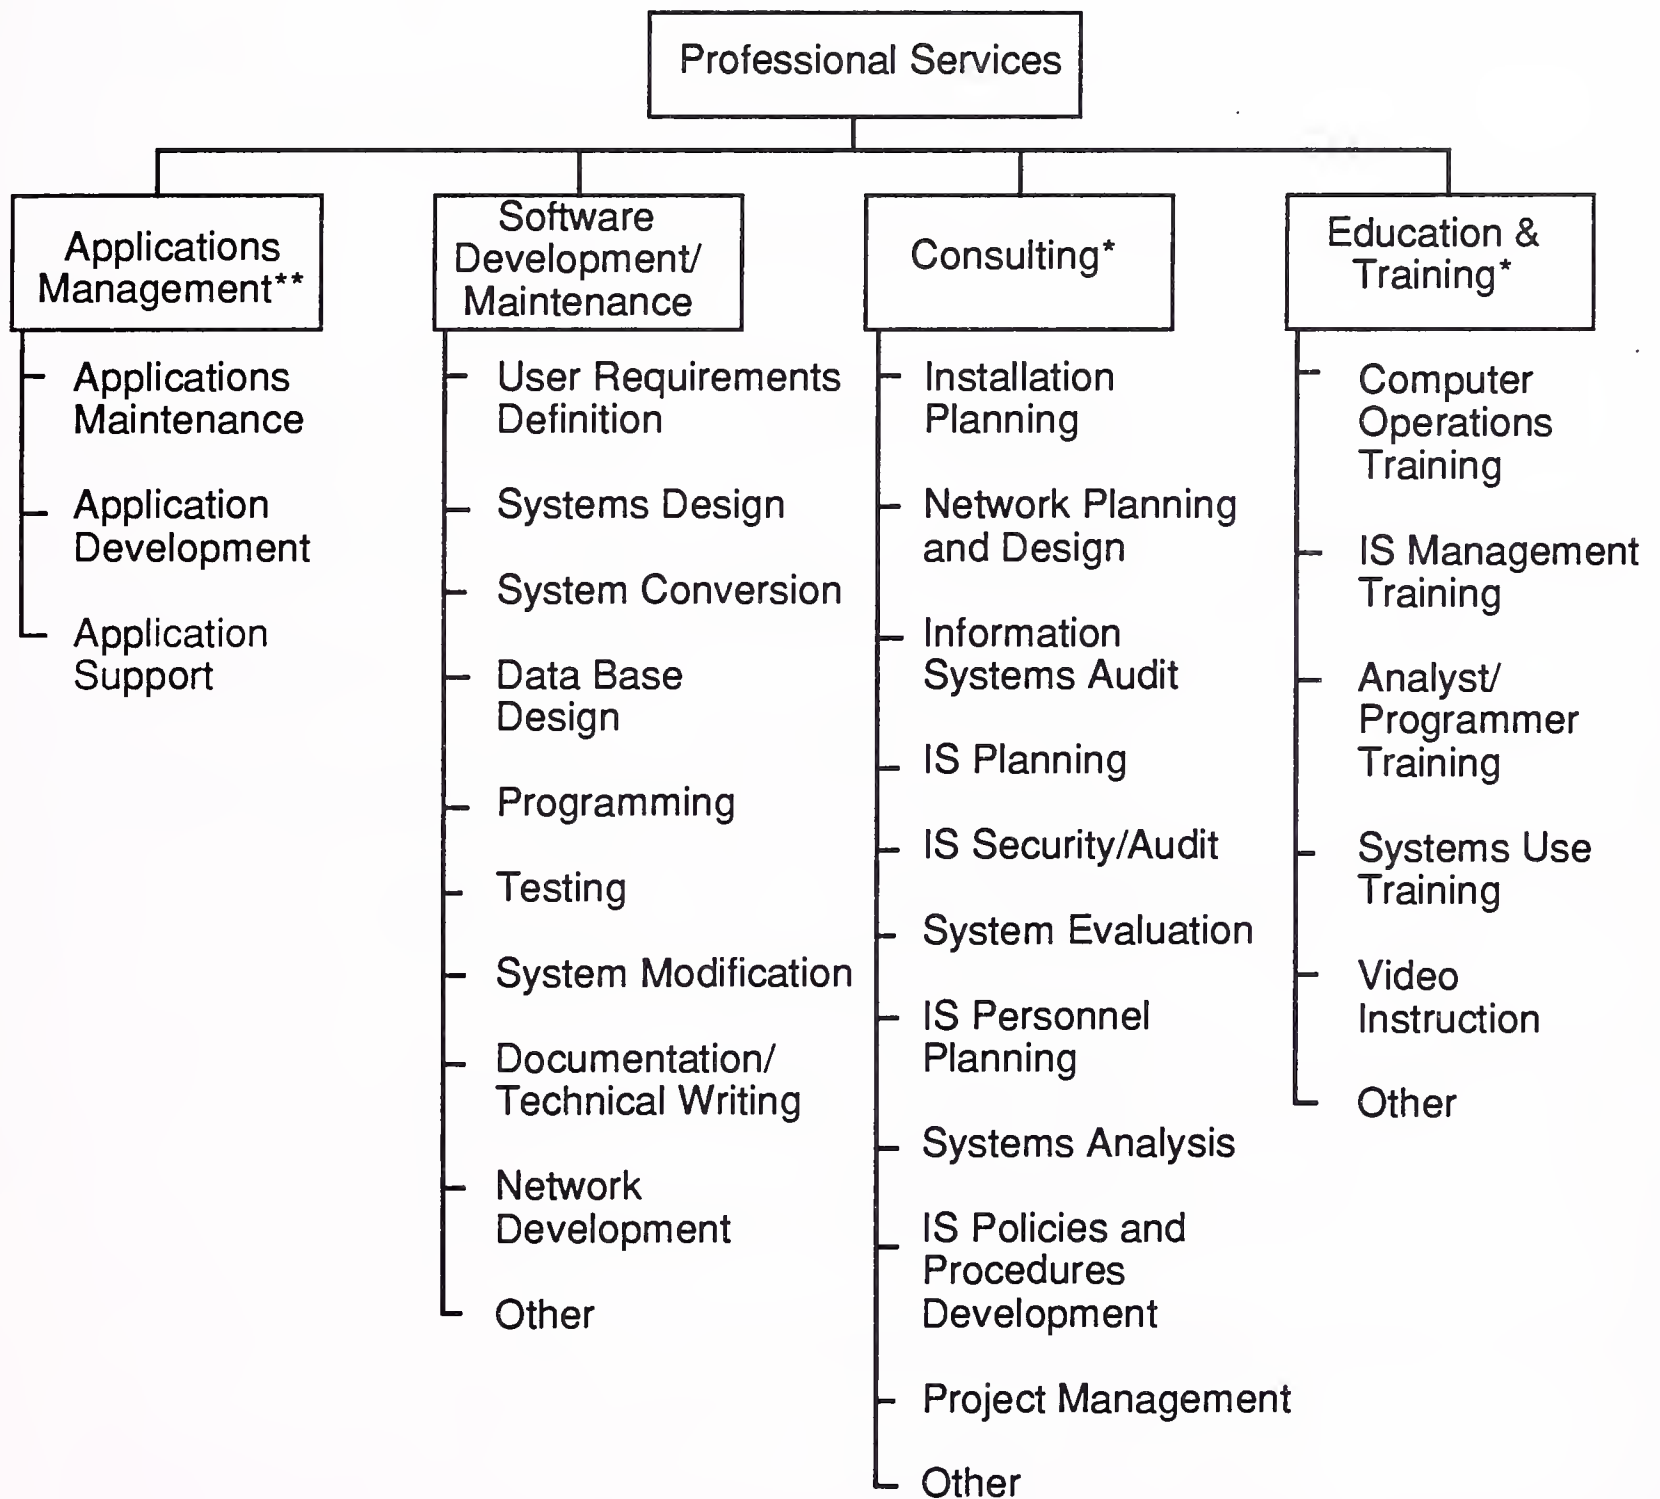 Professional Services
Applications
Management**
Applications
Maintenance
Application
Development
Application
Support
Software
Development/
Maintenance
User Requirements
Definition
Systems Design
System Conversion
Data Base
Design
Programming
Testing
System Modification
Documentation/
Technical Writing
Network
Development
Other
Consulting*
Installation
Planning
Network Planning
and Design
Information
Systems Audit
IS Planning
IS Security/Audit
System Evaluation
IS Personnel
Planning
Systems Analysis
IS Policies and
Procedures
Development
Project Management
Other
Education &
Training*
Computer
Operations
Training
IS Management
Training
Analyst/
Programmer
Training
Systems Use
Training
Video
Instruction
Other